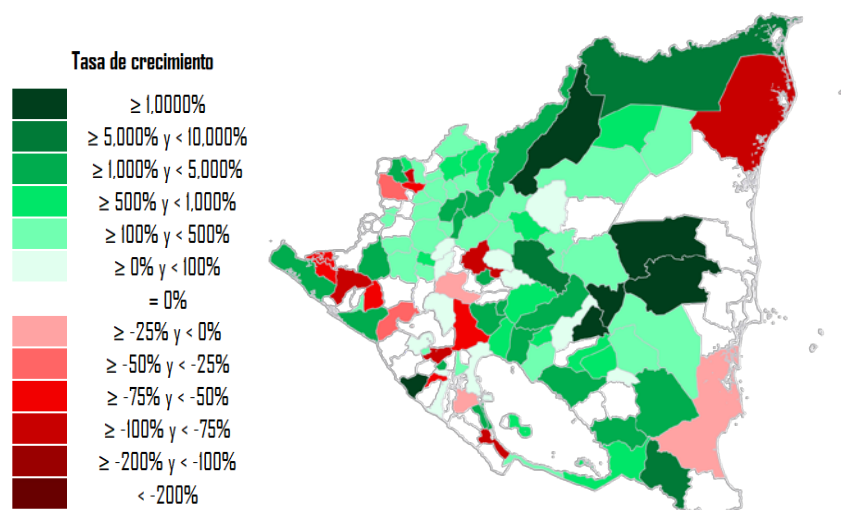 Tasa de crecimiento
≥ 1,0000%
≥ 5,000% y < 10,000%
≥ 1,000% y < 5,000%
≥ 500% y < 1,000%
≥ 100% y < 500%
≥ 0% y < 100%
= 0%
≥ -25% y < 0%
≥ -50% y < -25%
≥ -75% y < -50%
≥ -100% y < -75%
≥ -200% y < -100%
< -200%